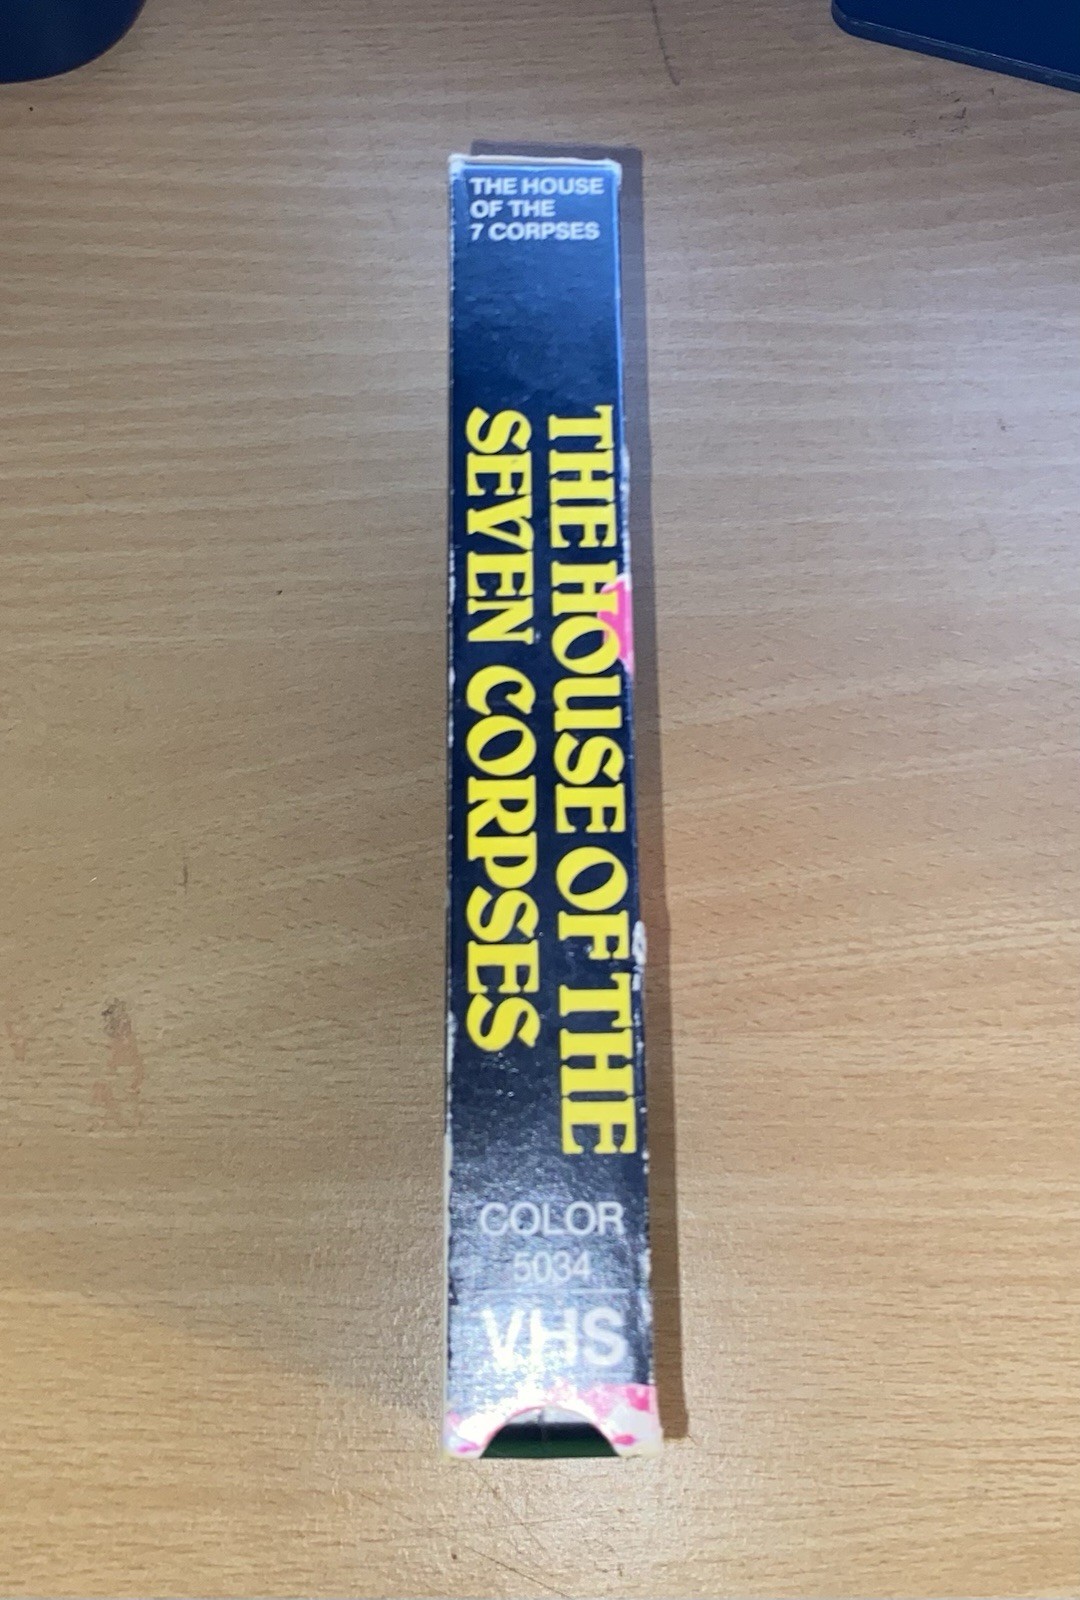 THE HOUSE
OF THE
7 CORPSES
THE HOUSE OF THE
SEVEN CORPSES
COLOR
5034
VHS